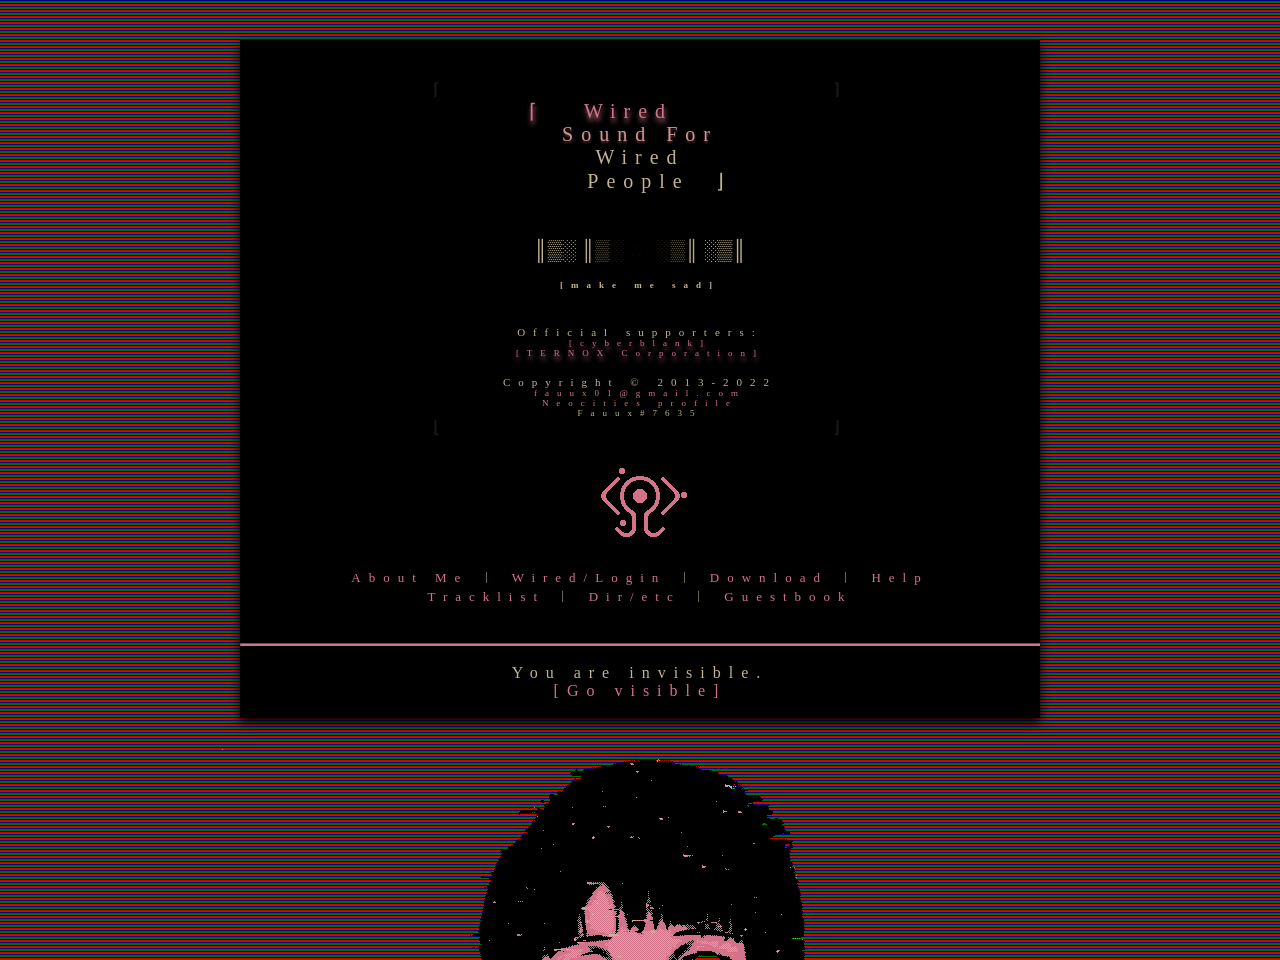 ⌈ Wired
Sound For
Wired
People ⌋
║▒░ ║▒░ ░▒║ ░▒║
[make me sad]
Official supporters:
[cyberblank]
[TERNOX Corporation]
Copyright © 2013-2022
fauux01@gmail.com
Neocities profile
Fauux#7635
About Me | Wired/Login | Download | Help
Tracklist | Dir/etc | Guestbook
You are invisible.
[Go visible]